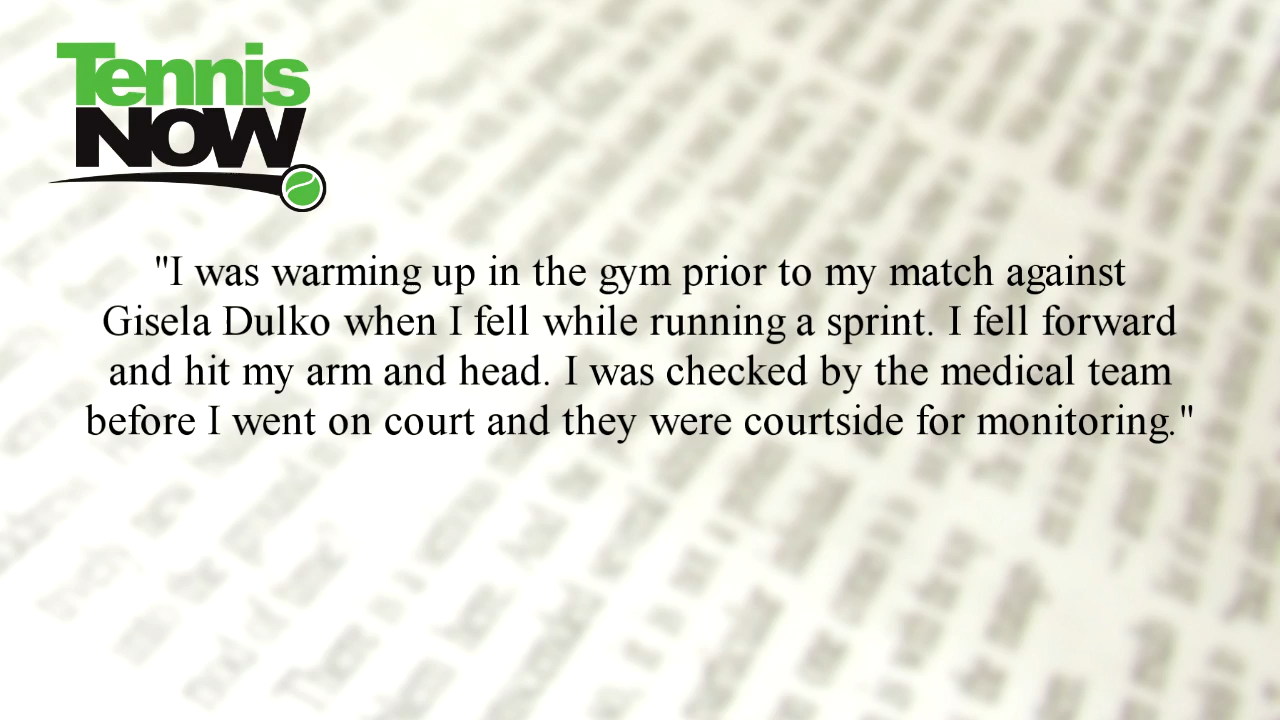 Tennis
NOW
"I was warming up in the gym prior to my match against
Gisela Dulko when I fell while running a sprint. I fell forward
and hit my arm and head. I was checked by the medical team
before I went on court and they were courtside for monitoring."